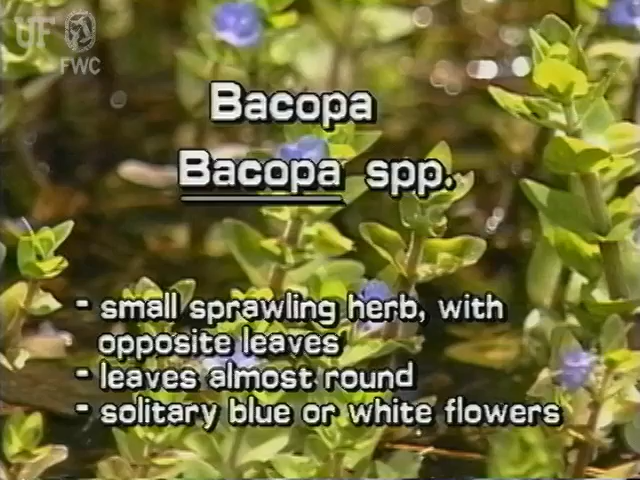 UF
FWC
Bacopa
Bacopa spp.
- small sprawling herb, with
opposite leaves
- leaves almost round
- solitary blue or white flowers